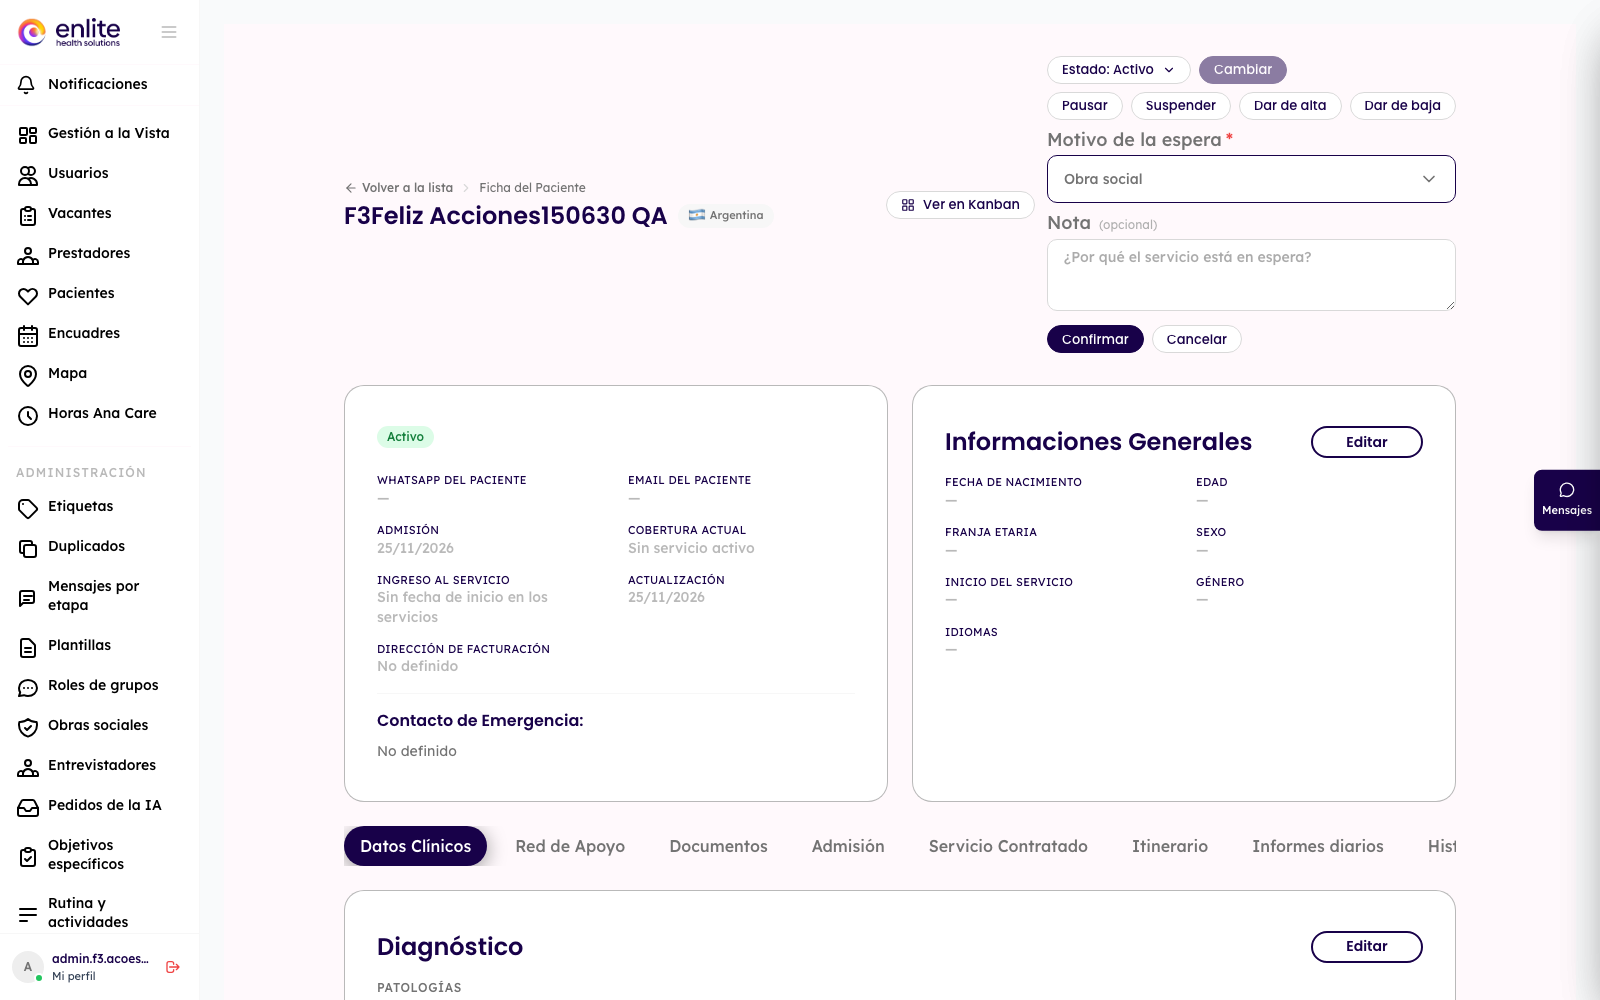 enlite
health solutions
Notificaciones
Gestión a la Vista
Usuarios
Vacantes
Prestadores
Pacientes
Encuadres
Mapa
Horas Ana Care
ADMINISTRACIÓN
Etiquetas
Duplicados
Mensajes por
etapa
Plantillas
Roles de grupos
Obras sociales
Entrevistadores
Pedidos de la IA
Objetivos
específicos
Rutina y
actividades
A
admin.f3.acoes...
Mi perfil
Volver a la lista
Ficha del Paciente
F3Feliz Acciones150630 QA
Argentina
Ver en Kanban
Estado: Activo
Cambiar
Pausar
Suspender
Dar de alta
Dar de baja
Motivo de la espera *
Obra social
Nota (opcional)
¿Por qué el servicio está en espera?
Confirmar
Cancelar
Activo
WHATSAPP DEL PACIENTE
—
EMAIL DEL PACIENTE
—
ADMISIÓN
25/11/2026
COBERTURA ACTUAL
Sin servicio activo
INGRESO AL SERVICIO
Sin fecha de inicio en los
servicios
ACTUALIZACIÓN
25/11/2026
DIRECCIÓN DE FACTURACIÓN
No definido
Contacto de Emergencia:
No definido
Informaciones Generales
Editar
FECHA DE NACIMIENTO
—
EDAD
—
FRANJA ETARIA
—
SEXO
—
INICIO DEL SERVICIO
—
GÉNERO
—
IDIOMAS
—
Mensajes
Datos Clínicos
Red de Apoyo
Documentos
Admisión
Servicio Contratado
Itinerario
Informes diarios
Hist
Diagnóstico
Editar
PATOLOGÍAS